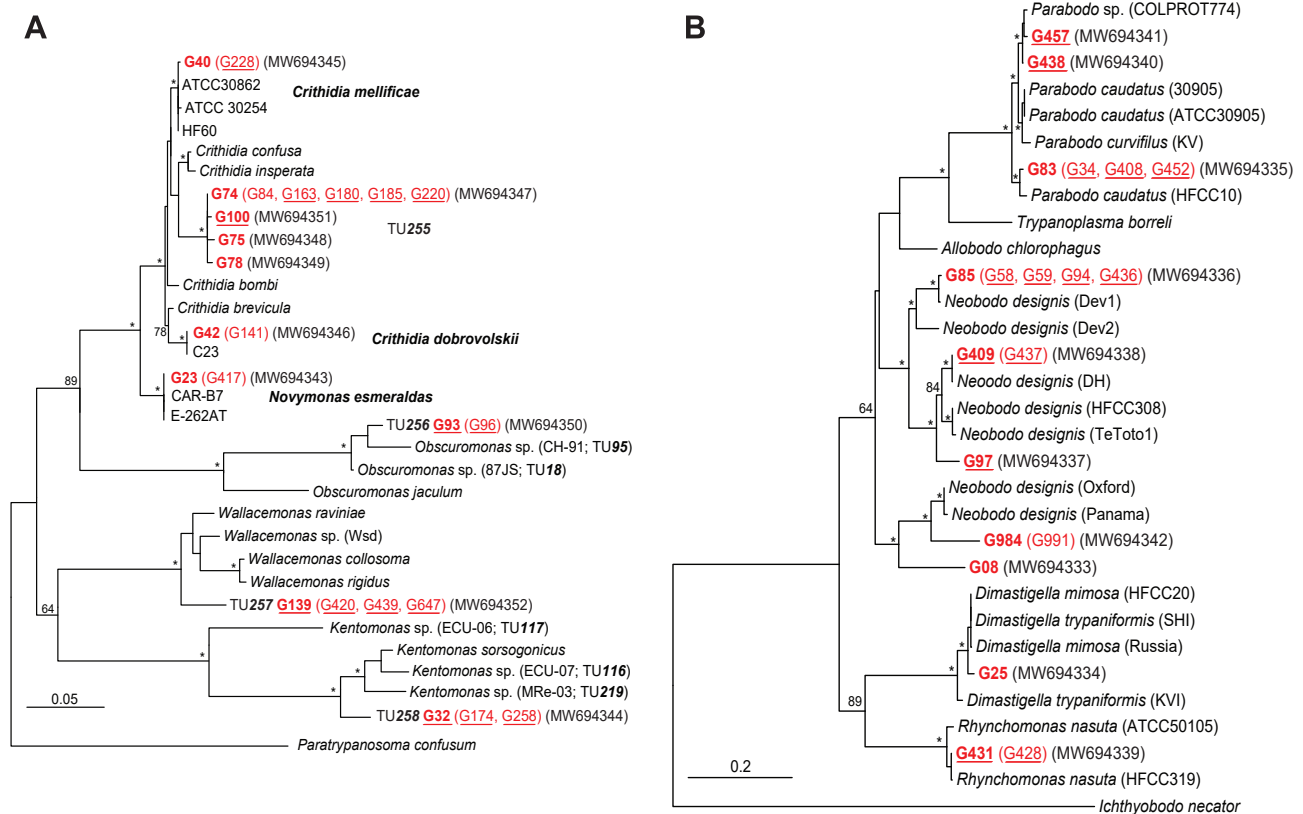 A
G40 (G228) (MW694345)
ATCC30862
Crithidia mellificae
ATCC 30254
HF60
*
Crithidia confusa
*
Crithidia insperata
G74 (G84, G163, G180, G185, G220) (MW694347)
G100 (MW694351)
TU255
*
G75 (MW694348)
G78 (MW694349)
*
Crithidia bombi
Crithidia brevicula
78
G42 (G141) (MW694346)
Crithidia dobrovolskii
*
C23
*
G23 (G417) (MW694343)
89
*
CAR-B7
Novymonas esmeraldas
E-262AT
TU256 G93 (G96) (MW694350)
*
Obscuromonas sp. (CH-91; TU95)
*
Obscuromonas sp. (87JS; TU18)
Obscuromonas jaculum
Wallacemonas raviniae
Wallacemonas sp. (Wsd)
Wallacemonas collosoma
*
*
Wallacemonas rigidus
TU257 G139 (G420, G439, G647) (MW694352)
64
Kentomonas sp. (ECU-06; TU117)
*
Kentomonas sorsogonicus
*
Kentomonas sp. (ECU-07; TU116)
*
Kentomonas sp. (MRe-03; TU219)
0.05
TU258 G32 (G174, G258) (MW694344)
Paratrypanosoma confusum
B
Parabodo sp. (COLPROT774)
*
G457 (MW694341)
G438 (MW694340)
*
Parabodo caudatus (30905)
Parabodo caudatus (ATCC30905)
* *
Parabodo curvifilus (KV)
*
G83 (G34, G408, G452) (MW694335)
*
Parabodo caudatus (HFCC10)
Trypanoplasma borreli
Allobodo chlorophagus
G85 (G58, G59, G94, G436) (MW694336)
*
Neobodo designis (Dev1)
*
Neobodo designis (Dev2)
G409 (G437) (MW694338)
*
*
Neoodo designis (DH)
84
Neobodo designis (HFCC308)
64
*
*
Neobodo designis (TeToto1)
G97 (MW694337)
Neobodo designis (Oxford)
*
*
Neobodo designis (Panama)
*
G984 (G991) (MW694342)
G08 (MW694333)
Dimastigella mimosa (HFCC20)
Dimastigella trypaniformis (SHI)
*
Dimastigella mimosa (Russia)
*
G25 (MW694334)
89
Dimastigella trypaniformis (KVI)
Rhynchomonas nasuta (ATCC50105)
*
G431 (G428) (MW694339)
0.2
Rhynchomonas nasuta (HFCC319)
Ichthyobodo necator